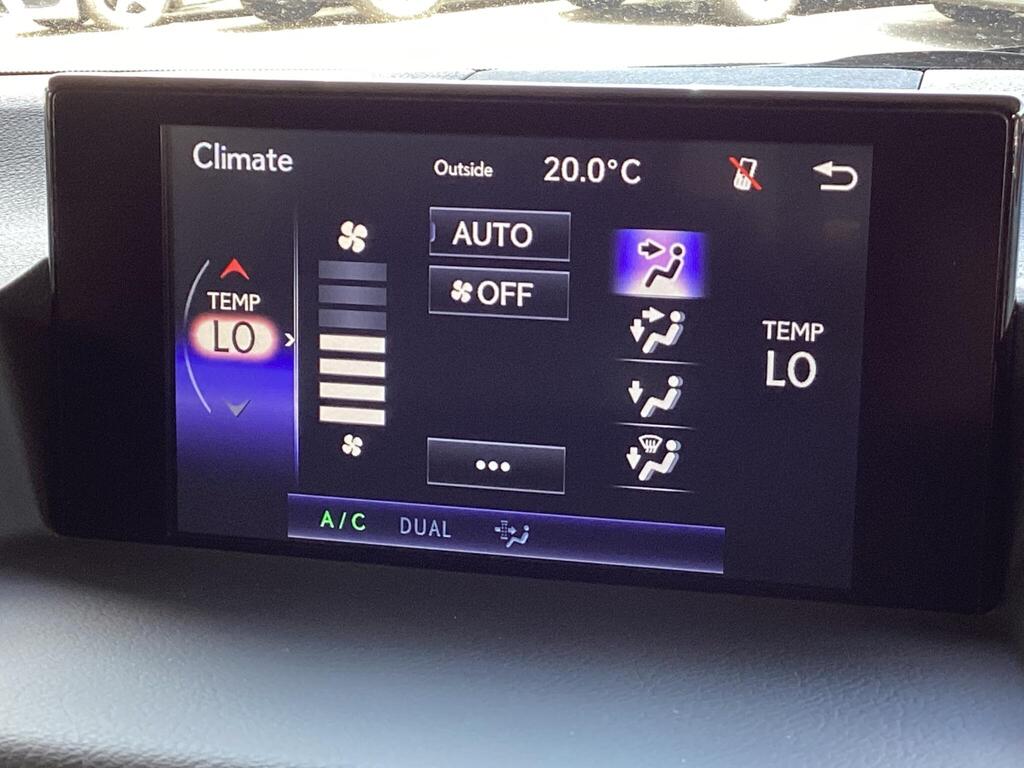 Climate
Outside 20.0°C
AUTO
OFF
TEMP
LO
TEMP
LO
A/C DUAL